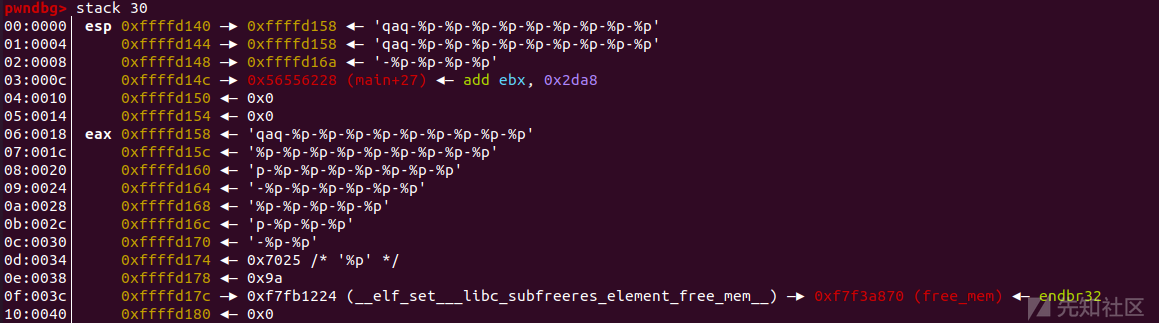 pwndbg> stack 30
00:0000│ esp 0xffffd140 —▸ 0xffffd158 ◂— 'qaq-%p-%p-%p-%p-%p-%p-%p-%p-%p'
01:0004│     0xffffd144 —▸ 0xffffd158 ◂— 'qaq-%p-%p-%p-%p-%p-%p-%p-%p-%p'
02:0008│     0xffffd148 —▸ 0xffffd16a ◂— '-%p-%p-%p-%p'
03:000c│     0xffffd14c —▸ 0x56556228 (main+27) ◂— add ebx, 0x2da8
04:0010│     0xffffd150 ◂— 0x0
05:0014│     0xffffd154 ◂— 0x0
06:0018│ eax 0xffffd158 ◂— 'qaq-%p-%p-%p-%p-%p-%p-%p-%p-%p'
07:001c│     0xffffd15c ◂— '%p-%p-%p-%p-%p-%p-%p-%p-%p'
08:0020│     0xffffd160 ◂— 'p-%p-%p-%p-%p-%p-%p-%p'
09:0024│     0xffffd164 ◂— '-%p-%p-%p-%p-%p-%p'
0a:0028│     0xffffd168 ◂— '%p-%p-%p-%p-%p'
0b:002c│     0xffffd16c ◂— 'p-%p-%p-%p'
0c:0030│     0xffffd170 ◂— '-%p-%p'
0d:0034│     0xffffd174 ◂— 0x7025 /* '%p' */
0e:0038│     0xffffd178 ◂— 0x9a
0f:003c│     0xffffd17c —▸ 0xf7fb1224 (__elf_set___libc_subfreeres_element_free_mem__) —▸ 0xf7f3a870 (free_mem) ◂— endbr32
10:0040│     0xffffd180 ◂— 0x0
先知社区